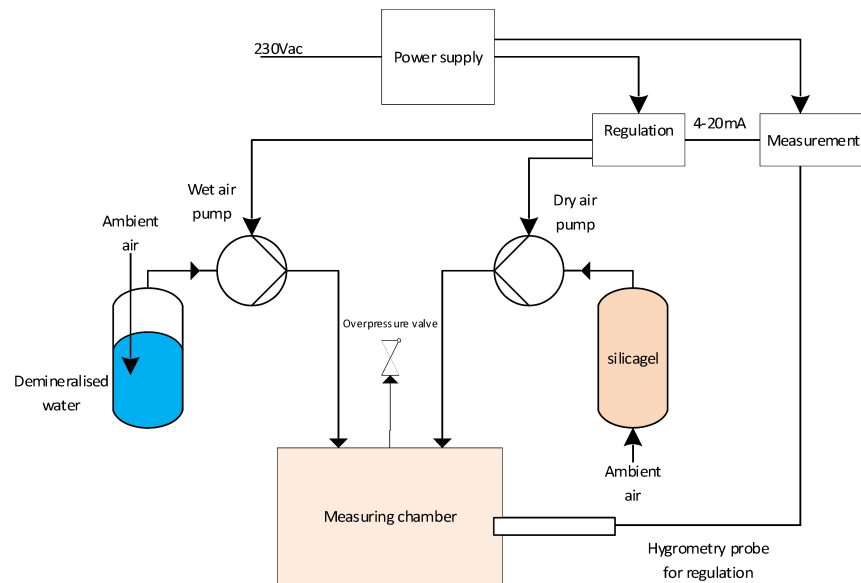 230Vac
Power supply
Regulation
4-20mA
Measurement
Wet air
pump
Dry air
pump
Ambient
air
Overpressure valve
silicagel
Demineralised
water
Ambient
air
Measuring chamber
Hygrometry probe
for regulation